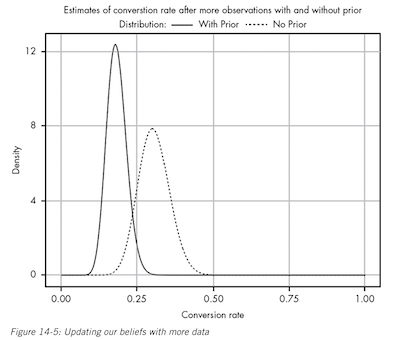 Estimates of converstion rate after more observations with and without prior
Distribution: With Prior No Prior
12
8
4
0
Density
0.00 0.25 0.50 0.75 1.00
Conversion rate
Figure 14-5: Updating our beliefs with more data